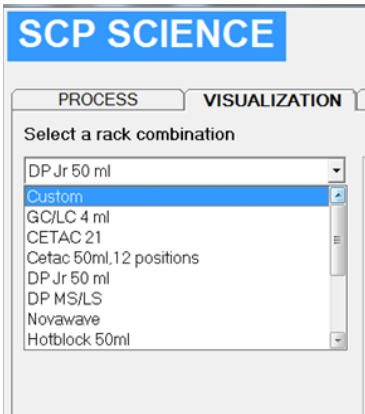 SCP SCIENCE
PROCESS VISUALIZATION
Select a rack combination
DP Jr 50 ml
Custom
GC/LC 4 ml
CETAC 21
Cetac 50ml,12 positions
DP Jr 50 ml
DP MS/LS
Novawave
Hotblock 50ml